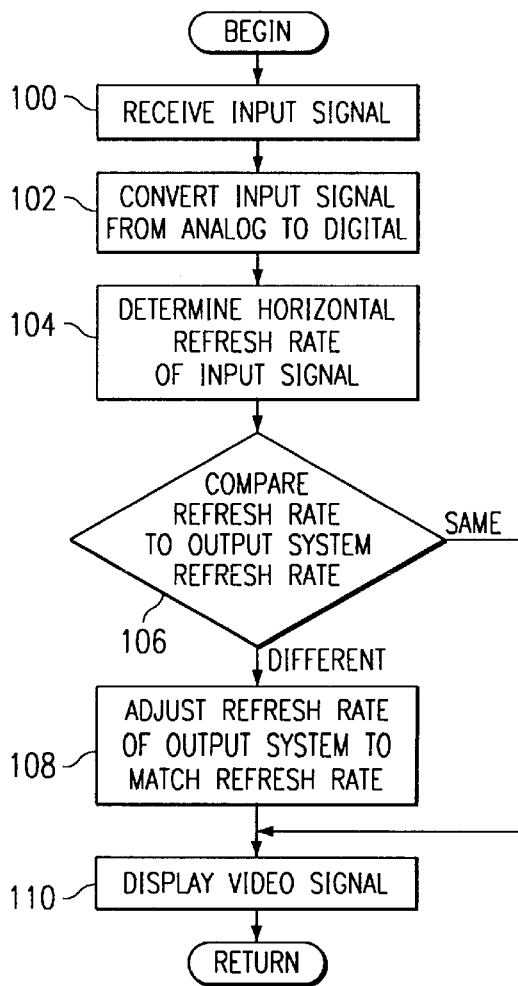 BEGIN
100
RECEIVE INPUT SIGNAL
102
CONVERT INPUT SIGNAL
FROM ANALOG TO DIGITAL
104
DETERMINE HORIZONTAL
REFRESH RATE
OF INPUT SIGNAL
COMPARE
REFRESH RATE
TO OUTPUT SYSTEM
REFRESH RATE
SAME
106
DIFFERENT
108
ADJUST REFRESH RATE
OF OUTPUT SYSTEM TO
MATCH REFRESH RATE
110
DISPLAY VIDEO SIGNAL
RETURN